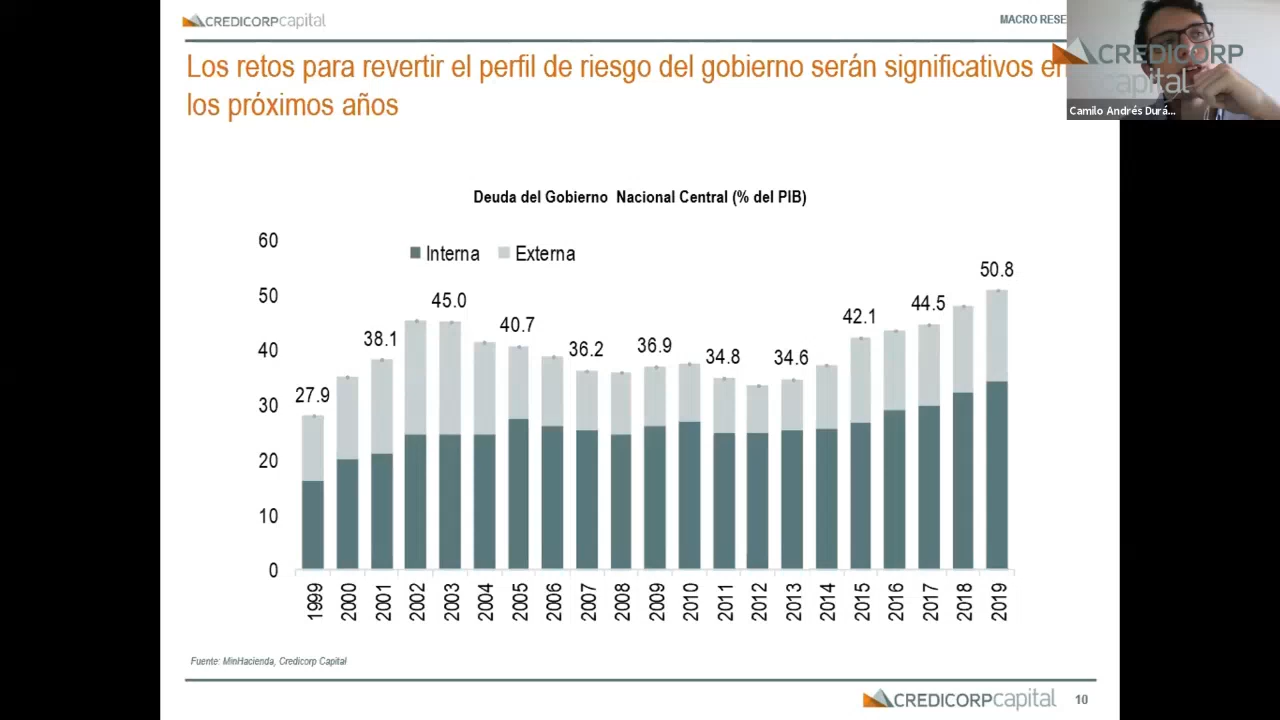 CREDICORPcapital
MACRO RESE
CREDICORP
capital
Camilo Andrés Durá...
Los retos para revertir el perfil de riesgo del gobierno serán significativos en
los próximos años
Deuda del Gobierno Nacional Central (% del PIB)
Interna Externa
60
50
40
30
20
10
0
27.9
38.1
45.0
40.7
36.2
36.9
34.8
34.6
42.1
44.5
50.8
1999 2000 2001 2002 2003 2004 2005 2006 2007 2008 2009 2010 2011 2012 2013 2014 2015 2016 2017 2018 2019
Fuente: MinHacienda, Credicorp Capital
CREDICORPcapital 10